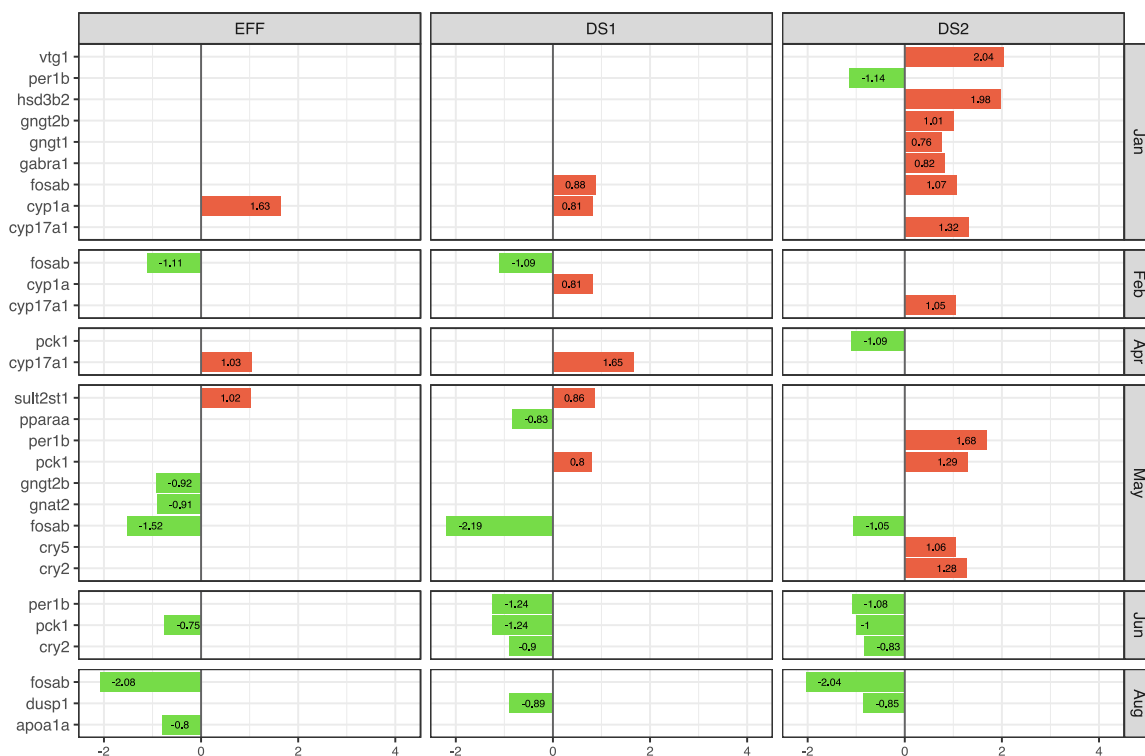 EFF DS1 DS2
vtg1 2.04
per1b -1.14
hsd3b2 1.98
gngt2b 1.01
gngt1 0.76
gabra1 0.82
fosab 0.88 1.07
cyp1a 1.63 0.81
cyp17a1 1.32
Jan
fosab -1.11 -1.09
cyp1a 0.81
cyp17a1 1.05
Feb
pck1 -1.09
cyp17a1 1.03 1.65
Apr
sult2st1 1.02 0.86
pparaa -0.83
per1b 1.68
pck1 0.8 1.29
gngt2b -0.92
gnat2 -0.91
fosab -1.52 -2.19 -1.05
cry5 1.06
cry2 1.28
May
per1b -1.24 -1.08
pck1 -0.75 -1.24 -1
cry2 -0.9 -0.83
Jun
fosab -2.08 -2.04
dusp1 -0.89 -0.85
apoa1a -0.8
Aug
-2 0 2 4 -2 0 2 4 -2 0 2 4